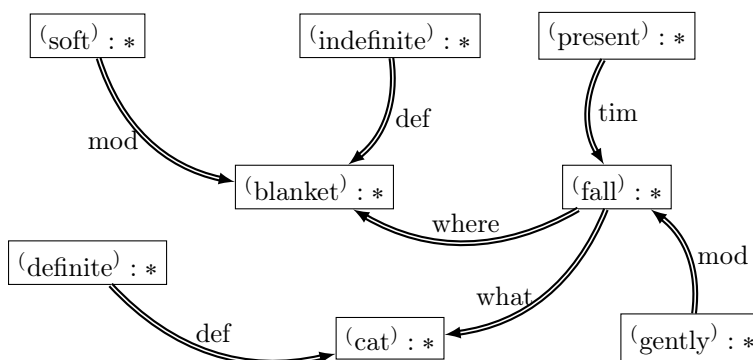 (soft) : * (indefinite) : * (present) : *
mod def tim
(blanket) : * (fall) : *
where
(definite) : * mod
what
def (cat) : * (gently) : *